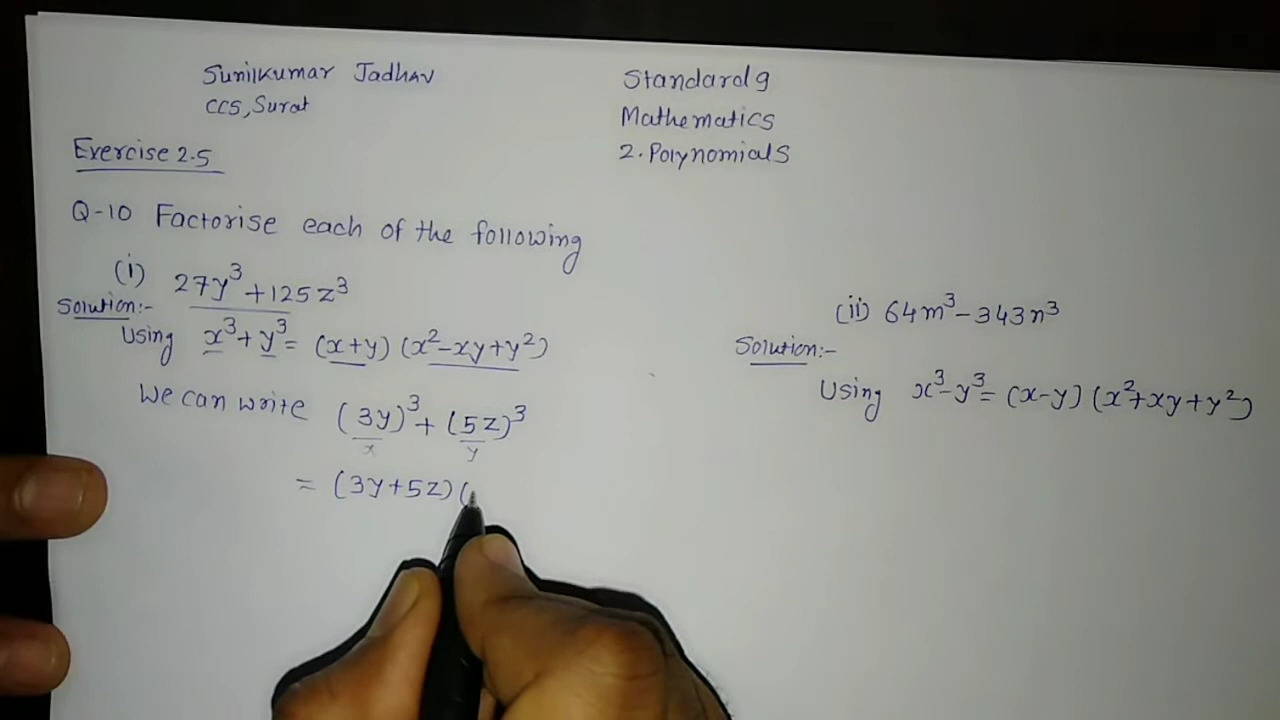 Sunilkumar Jadhav
CCS, Surat
Standard 9
Mathematics
2. Polynomials
Exercise 2.5
Q-10 Factorise each of the following
(i) 27y³ + 125z³
Solution:-
Using x³ + y³ = (x+y) (x² - xy + y²)
We can write (3y)³ + (5z)³
x y
= (3y + 5z) (
(ii) 64m³ - 343n³
Solution:-
Using x³ - y³ = (x-y) (x² + xy + y²)